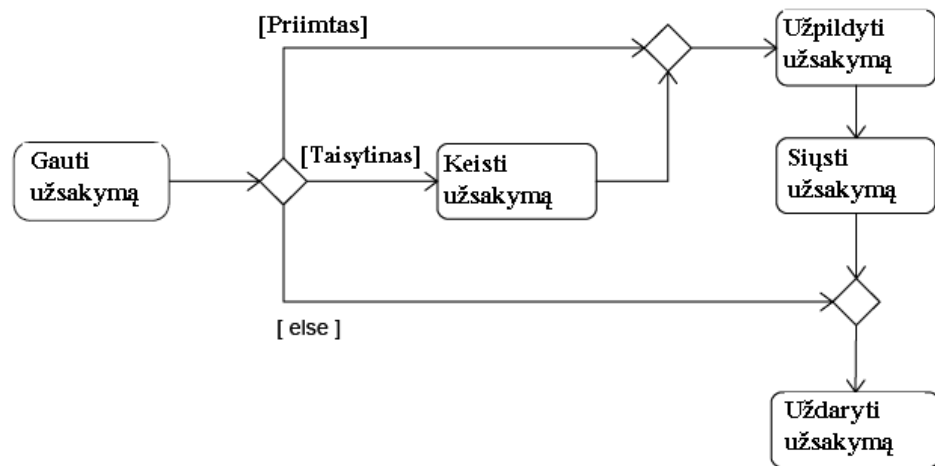 [Priimtas]
Užpildyti
užsakymą
Gauti
užsakymą
[Taisytinas]
Keisti
užsakymą
Siųsti
užsakymą
[ else ]
Uždaryti
užsakymą